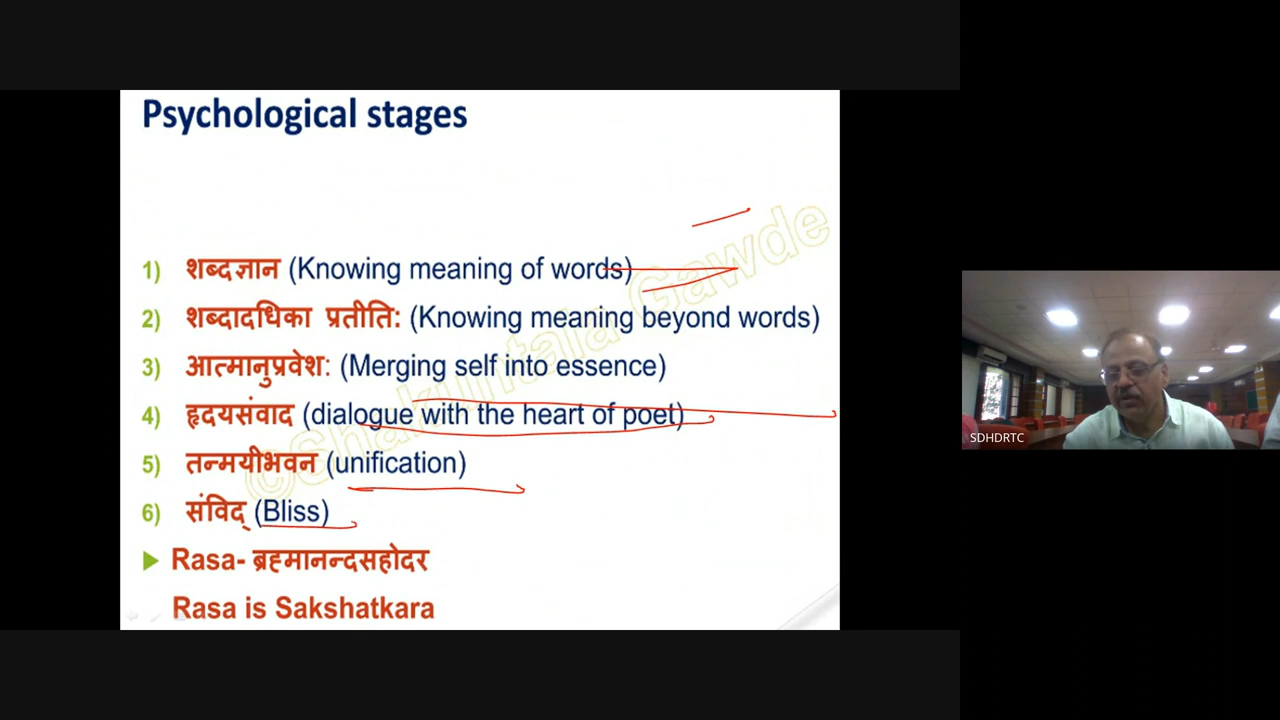 Psychological stages
1) शब्दज्ञान (Knowing meaning of words)
2) शब्दादधिका प्रतीति: (Knowing meaning beyond words)
3) आत्मानुप्रवेश: (Merging self into essence)
4) हृदयसंवाद (dialogue with the heart of poet)
5) तन्मयीभवन (unification)
6) संविद् (Bliss)
Rasa- ब्रह्मानन्दसहोदर
Rasa is Sakshatkara
©Shakuntala Gawde
SDHDRTC